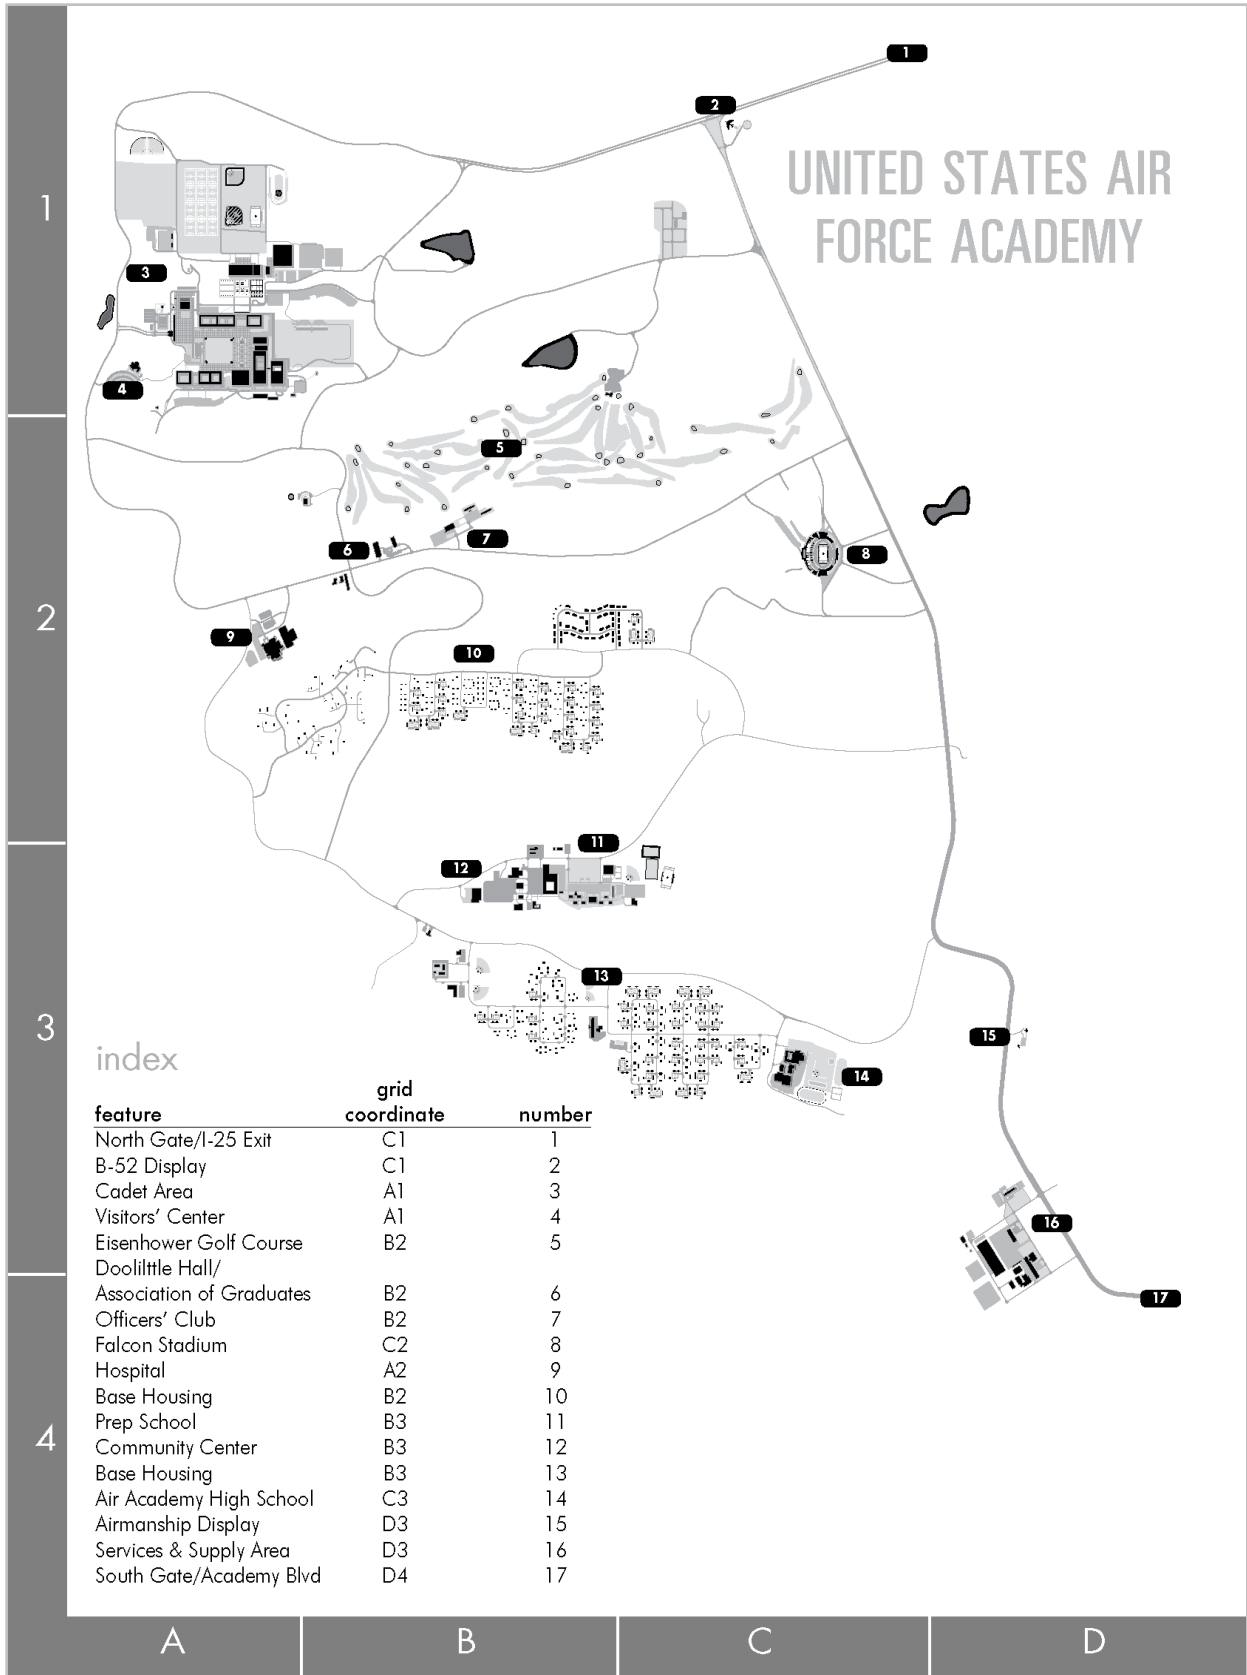 1
2
UNITED STATES AIR
FORCE ACADEMY
1
3
4
5
6
7
8
2
9
10
11
12
13
3
15
14
index
feature grid coordinate number
North Gate/I-25 Exit C1 1
B-52 Display C1 2
Cadet Area A1 3
Visitors' Center A1 4
Eisenhower Golf Course B2 5
Doolilttle Hall/
Association of Graduates B2 6
Officers' Club B2 7
Falcon Stadium C2 8
Hospital A2 9
Base Housing B2 10
Prep School B3 11
Community Center B3 12
Base Housing B3 13
Air Academy High School C3 14
Airmanship Display D3 15
Services & Supply Area D3 16
South Gate/Academy Blvd D4 17
16
17
4
A B C D